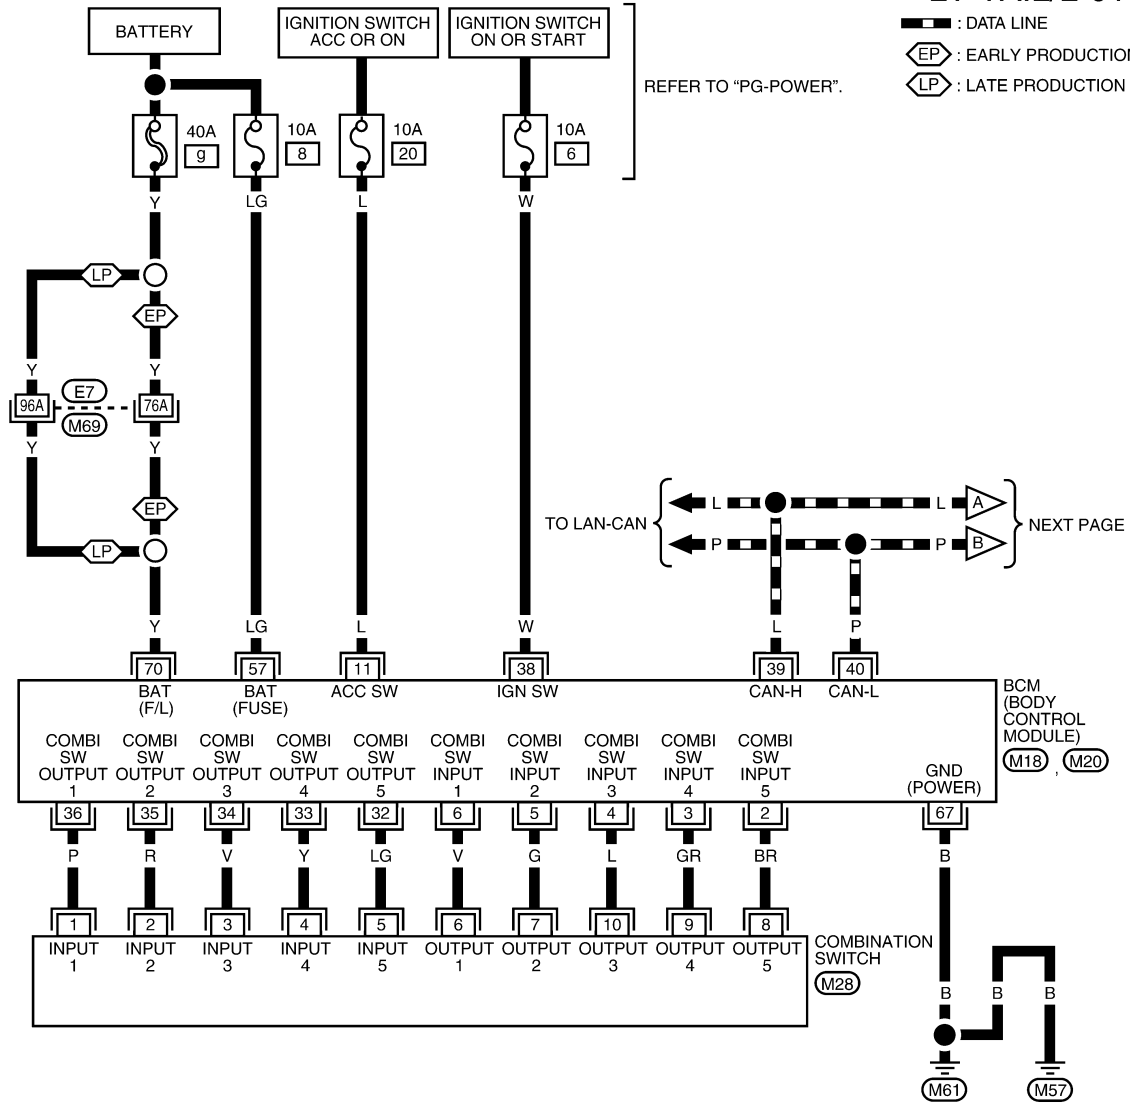 BATTERY
IGNITION SWITCH
ACC OR ON
IGNITION SWITCH
ON OR START
: DATA LINE
EP : EARLY PRODUCTION
LP : LATE PRODUCTION
REFER TO “PG-POWER”.
40A
g
10A
8
10A
20
10A
6
Y LG L W
LP
EP
Y Y
96A E7 76A
M69
Y Y
EP
LP
TO LAN-CAN
L L A
P P B
NEXT PAGE
Y LG L W L P
70 57 11 38 39 40
BAT
(F/L)
BAT
(FUSE)
ACC SW
IGN SW
CAN-H
CAN-L
BCM
(BODY
CONTROL
MODULE)
M18 , M20
COMBI
SW
OUTPUT
1
COMBI
SW
OUTPUT
2
COMBI
SW
OUTPUT
3
COMBI
SW
OUTPUT
4
COMBI
SW
OUTPUT
5
COMBI
SW
INPUT
1
COMBI
SW
INPUT
2
COMBI
SW
INPUT
3
COMBI
SW
INPUT
4
COMBI
SW
INPUT
5
GND
(POWER)
36 35 34 33 32 6 5 4 3 2 67
P R V Y LG V G L GR BR B
1 2 3 4 5 6 7 10 9 8
INPUT
1
INPUT
2
INPUT
3
INPUT
4
INPUT
5
OUTPUT
1
OUTPUT
2
OUTPUT
3
OUTPUT
4
OUTPUT
5
COMBINATION
SWITCH
M28
B B B
M61 M57